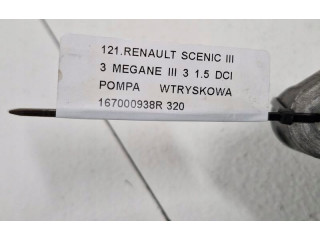 121.RENAULT SCENIC III
3 MEGANE III 3 1.5 DCI
POMPA WTRYSKOWA
167000938R 320